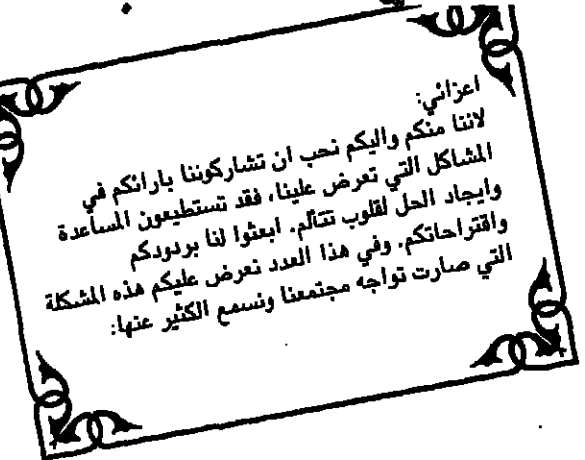 اعزائي:
لاننا منكم واليكم نحب ان تشاركوننا بارائكم في
المشاكل التي تعرض علينا، فقد تستطيعون المساعدة
وايجاد الحل لقلوب تتألم. ابعثوا لنا بردودكم
واقتراحاتكم. وفي هذا العدد نعرض عليكم هذه المشكلة
التي صارت تواجه مجتمعنا ونسمع الكثير عنها: